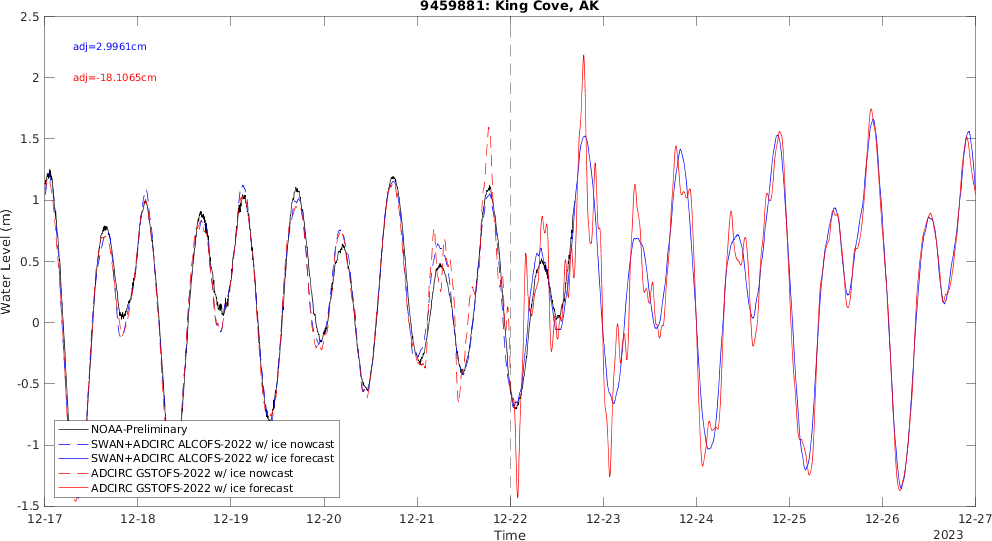 9459881: King Cove, AK
2.5
2
1.5
1
0.5
0
-0.5
-1
-1.5
Water Level (m)
adj=2.9961cm
adj=-18.1065cm
NOAA-Preliminary
SWAN+ADCIRC ALCOFS-2022 w/ ice nowcast
SWAN+ADCIRC ALCOFS-2022 w/ ice forecast
ADCIRC GSTOFS-2022 w/ ice nowcast
ADCIRC GSTOFS-2022 w/ ice forecast
12-17 12-18 12-19 12-20 12-21 12-22 12-23 12-24 12-25 12-26 12-27
Time
2023